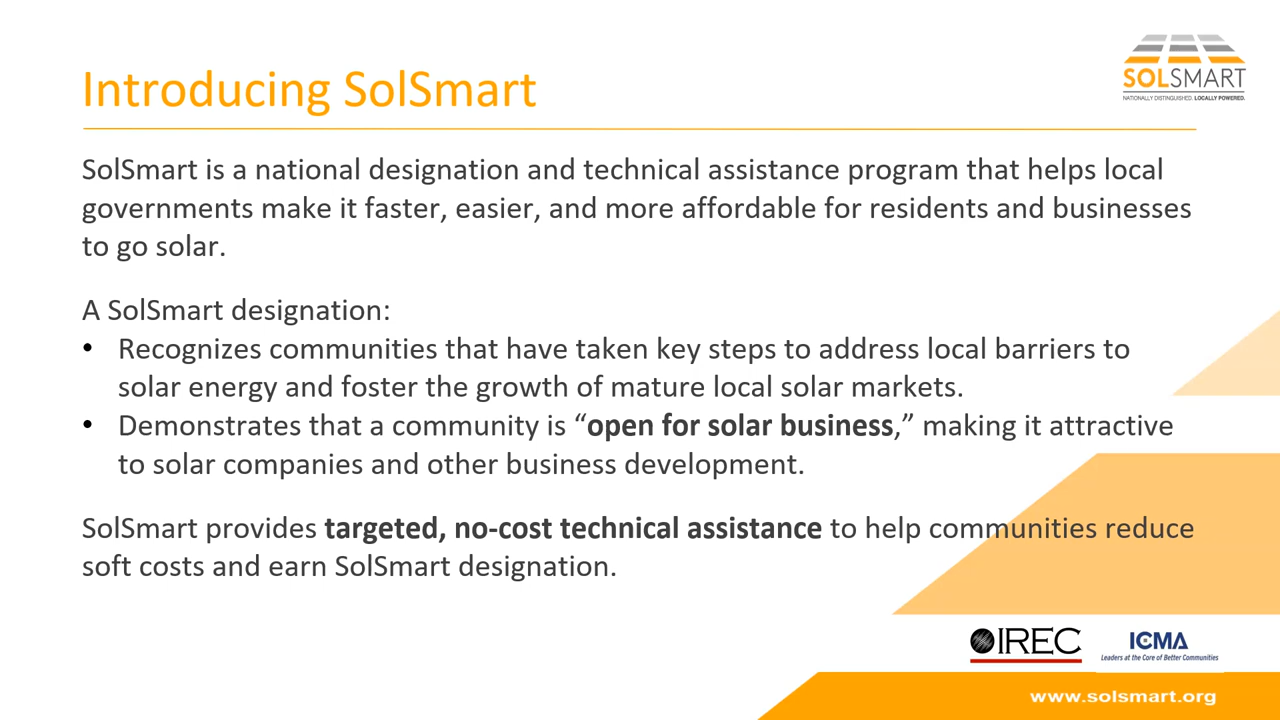 Introducing SolSmart
SOLSMART
NATIONALLY DISTINGUISHED. LOCALLY POWERED.
SolSmart is a national designation and technical assistance program that helps local
governments make it faster, easier, and more affordable for residents and businesses
to go solar.
A SolSmart designation:
• Recognizes communities that have taken key steps to address local barriers to
solar energy and foster the growth of mature local solar markets.
• Demonstrates that a community is “open for solar business,” making it attractive
to solar companies and other business development.
SolSmart provides targeted, no-cost technical assistance to help communities reduce
soft costs and earn SolSmart designation.
IREC
ICMA
Leaders at the Core of Better Communities
www.solsmart.org